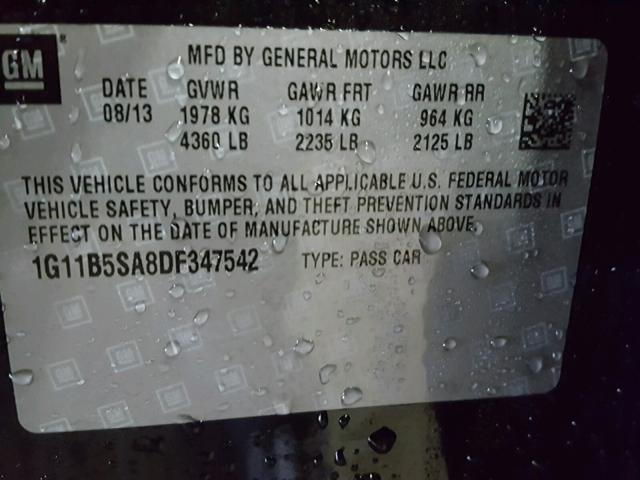 GM
MFD BY GENERAL MOTORS LLC
DATE GVWR GAWR FRT GAWR RR
08/13 1978 KG 1014 KG 964 KG
4360 LB 2235 LB 2125 LB
THIS VEHICLE CONFORMS TO ALL APPLICABLE U.S. FEDERAL MOTOR
VEHICLE SAFETY, BUMPER, AND THEFT PREVENTION STANDARDS IN
EFFECT ON THE DATE OF MANUFACTURE SHOWN ABOVE.
1G11B5SA8DF347542 TYPE: PASS CAR